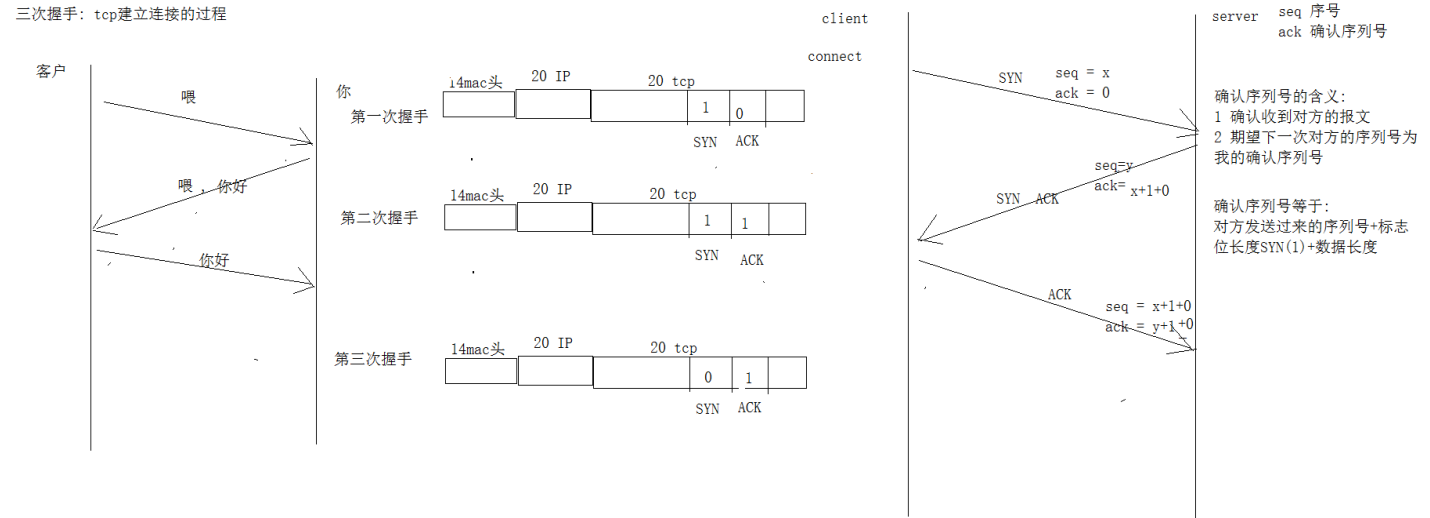 三次握手: tcp建立连接的过程
客户
喂
喂 , 你好
你好
你
第一次握手
14mac头
20 IP
20 tcp
1
0
SYN
ACK
第二次握手
14mac头
20 IP
20 tcp
1
1
SYN
ACK
第三次握手
14mac头
20 IP
20 tcp
0
1
SYN
ACK
client
connect
SYN
seq = x
ack = 0
seq=y
ack= x+1+0
SYN ACK
ACK
seq = x+1+0
ack = y+1+0
server
seq 序号
ack 确认序列号
确认序列号的含义:
1 确认收到对方的报文
2 期望下一次对方的序列号为
我的确认序列号
确认序列号等于:
对方发送过来的序列号+标志
位长度SYN(1)+数据长度